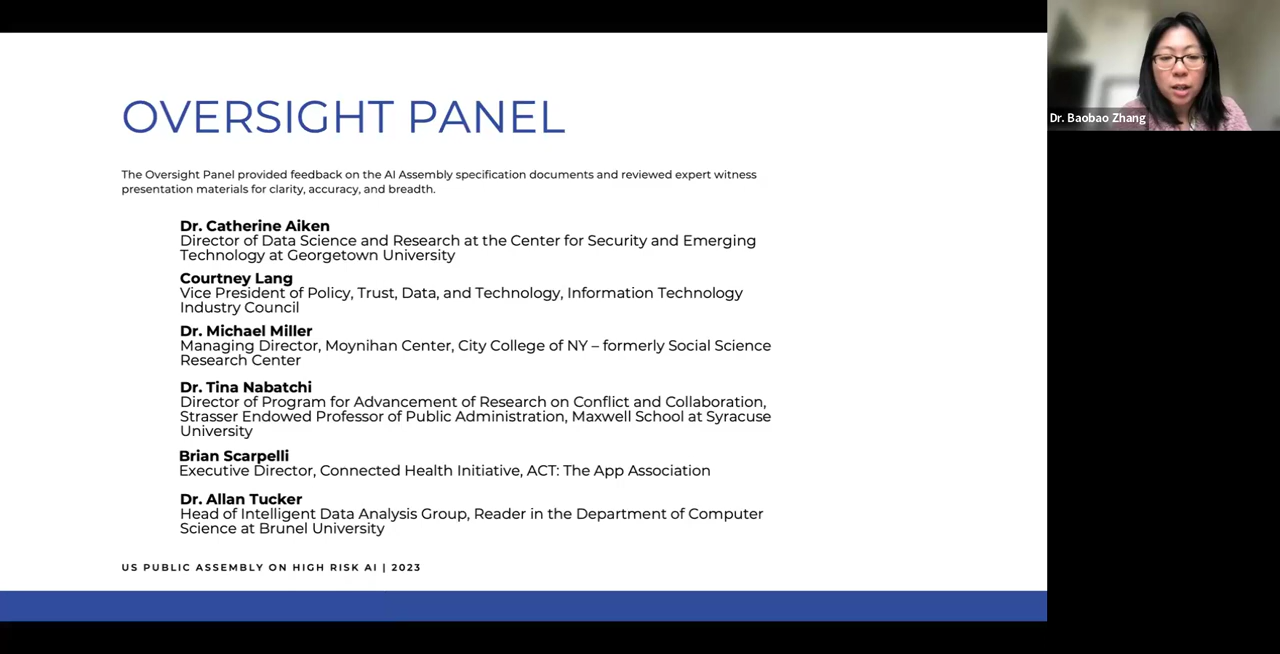 OVERSIGHT PANEL
The Oversight Panel provided feedback on the AI Assembly specification documents and reviewed expert witness
presentation materials for clarity, accuracy, and breadth.
Dr. Catherine Aiken
Director of Data Science and Research at the Center for Security and Emerging
Technology at Georgetown University
Courtney Lang
Vice President of Policy, Trust, Data, and Technology, Information Technology
Industry Council
Dr. Michael Miller
Managing Director, Moynihan Center, City College of NY – formerly Social Science
Research Center
Dr. Tina Nabatchi
Director of Program for Advancement of Research on Conflict and Collaboration,
Strasser Endowed Professor of Public Administration, Maxwell School at Syracuse
University
Brian Scarpelli
Executive Director, Connected Health Initiative, ACT: The App Association
Dr. Allan Tucker
Head of Intelligent Data Analysis Group, Reader in the Department of Computer
Science at Brunel University
US PUBLIC ASSEMBLY ON HIGH RISK AI | 2023
Dr. Baobao Zhang